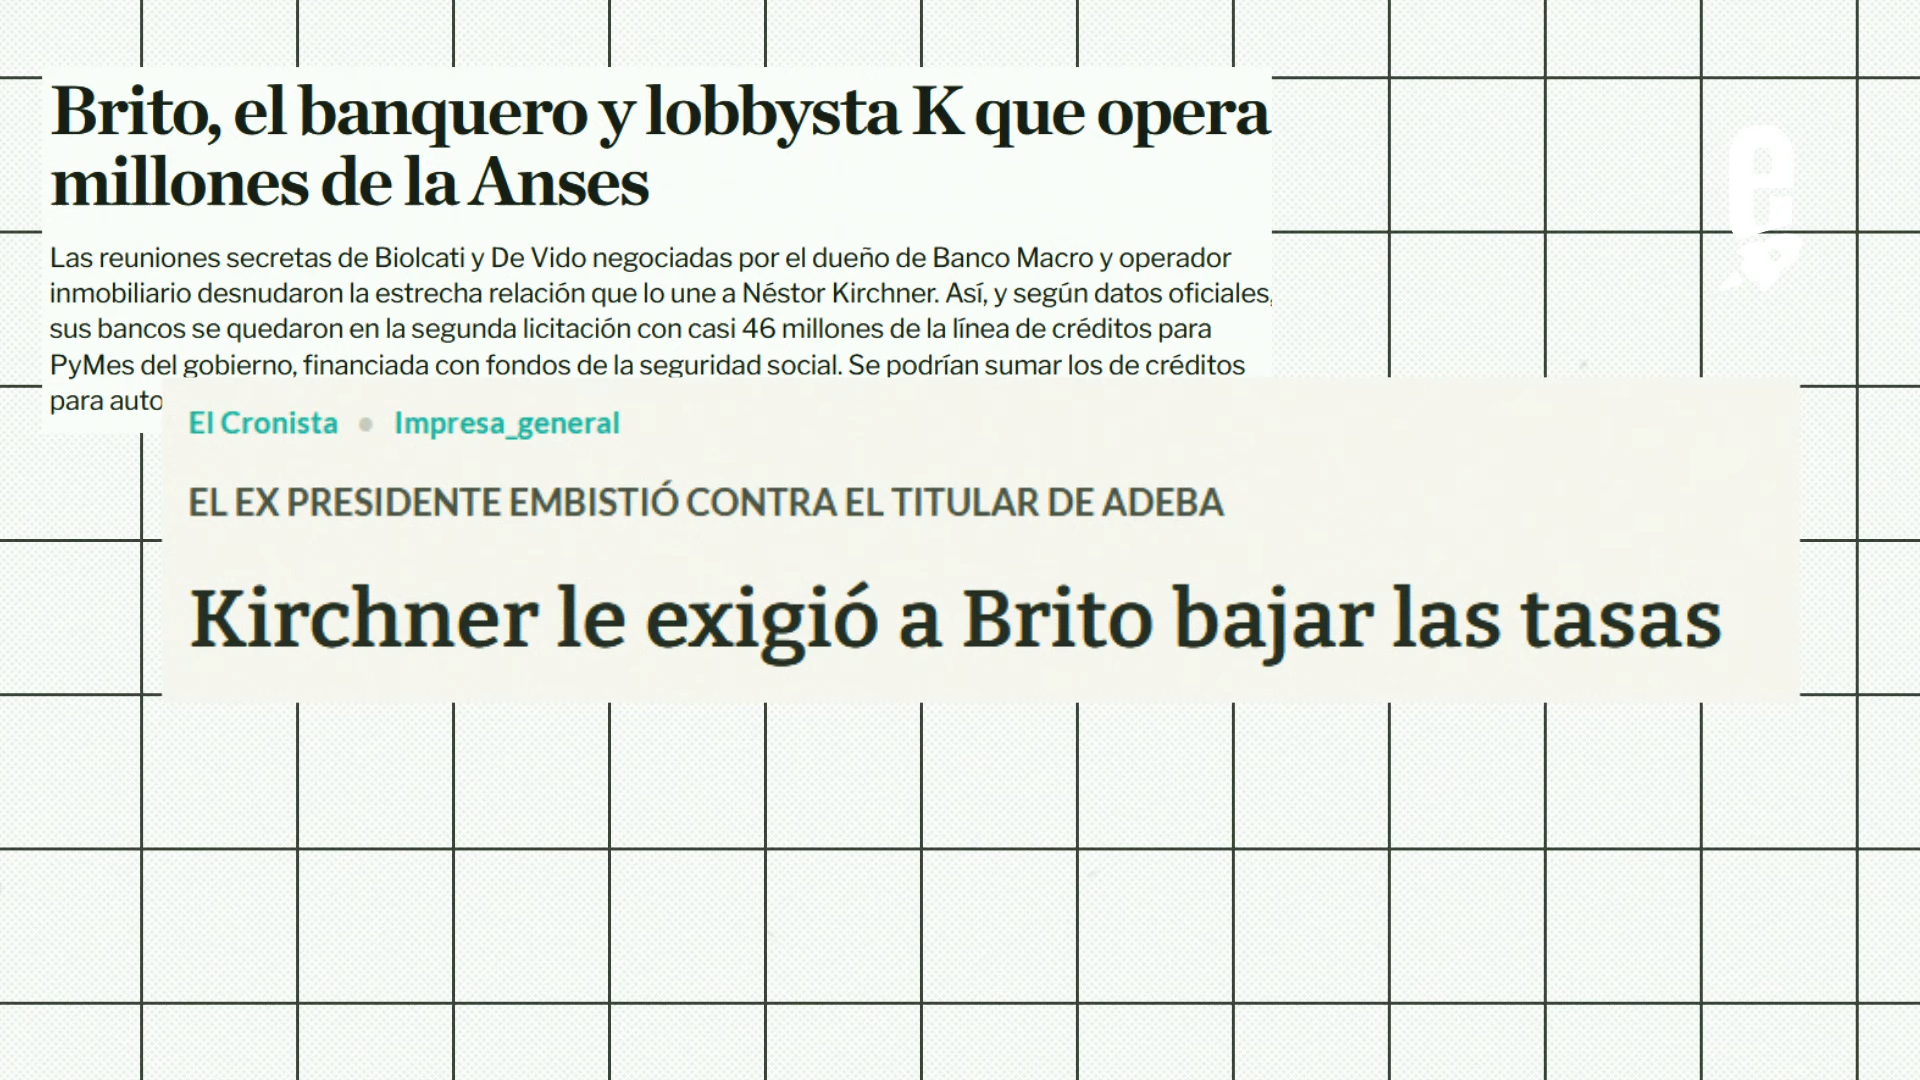 Brito, el banquero y lobbysta K que opera
millones de la Anses
Las reuniones secretas de Biolcati y De Vido negociadas por el dueño de Banco Macro y operador
inmobiliario desnudaron la estrecha relación que lo une a Néstor Kirchner. Así, y según datos oficiales,
sus bancos se quedaron en la segunda licitación con casi 46 millones de la línea de créditos para
PyMes del gobierno, financiada con fondos de la seguridad social. Se podrían sumar los de créditos
para auto
El Cronista • Impresa_general
EL EX PRESIDENTE EMBISTIÓ CONTRA EL TITULAR DE ADEBA
Kirchner le exigió a Brito bajar las tasas
e